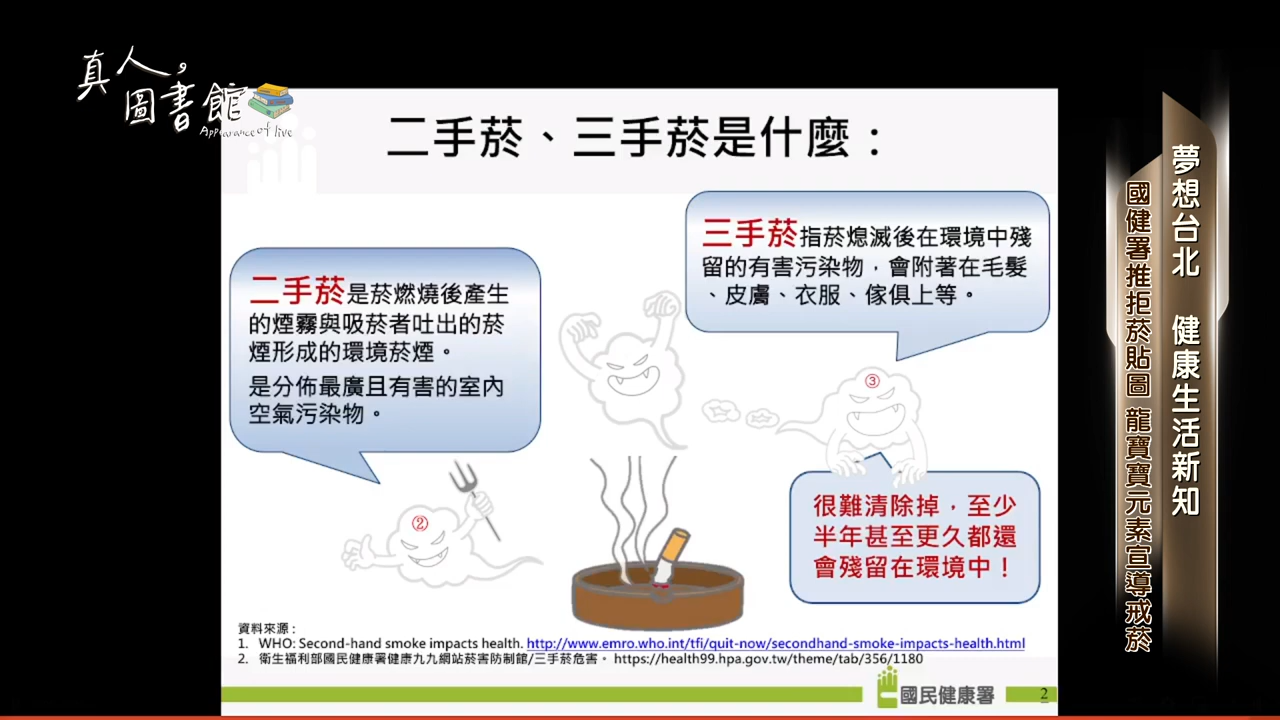 真人,
圖書館
Appearance of live
二手菸、三手菸是什麼：
三手菸指菸熄滅後在環境中殘
留的有害污染物，會附著在毛髮
、皮膚、衣服、傢俱上等。
二手菸是菸燃燒後產生
的煙霧與吸菸者吐出的菸
煙形成的環境菸煙。
是分佈最廣且有害的室內
空氣污染物。
③
②
很難清除掉，至少
半年甚至更久都還
會殘留在環境中！
資料來源：
1. WHO: Second-hand smoke impacts health. http://www.emro.who.int/tfi/quit-now/secondhand-smoke-impacts-health.html
2. 衛生福利部國民健康署健康九九網站菸害防制館/三手菸危害。 https://health99.hpa.gov.tw/theme/tab/356/1180
國民健康署
2
夢想台北 健康生活新知
國健署推拒菸貼圖 龍寶寶元素宣導戒菸